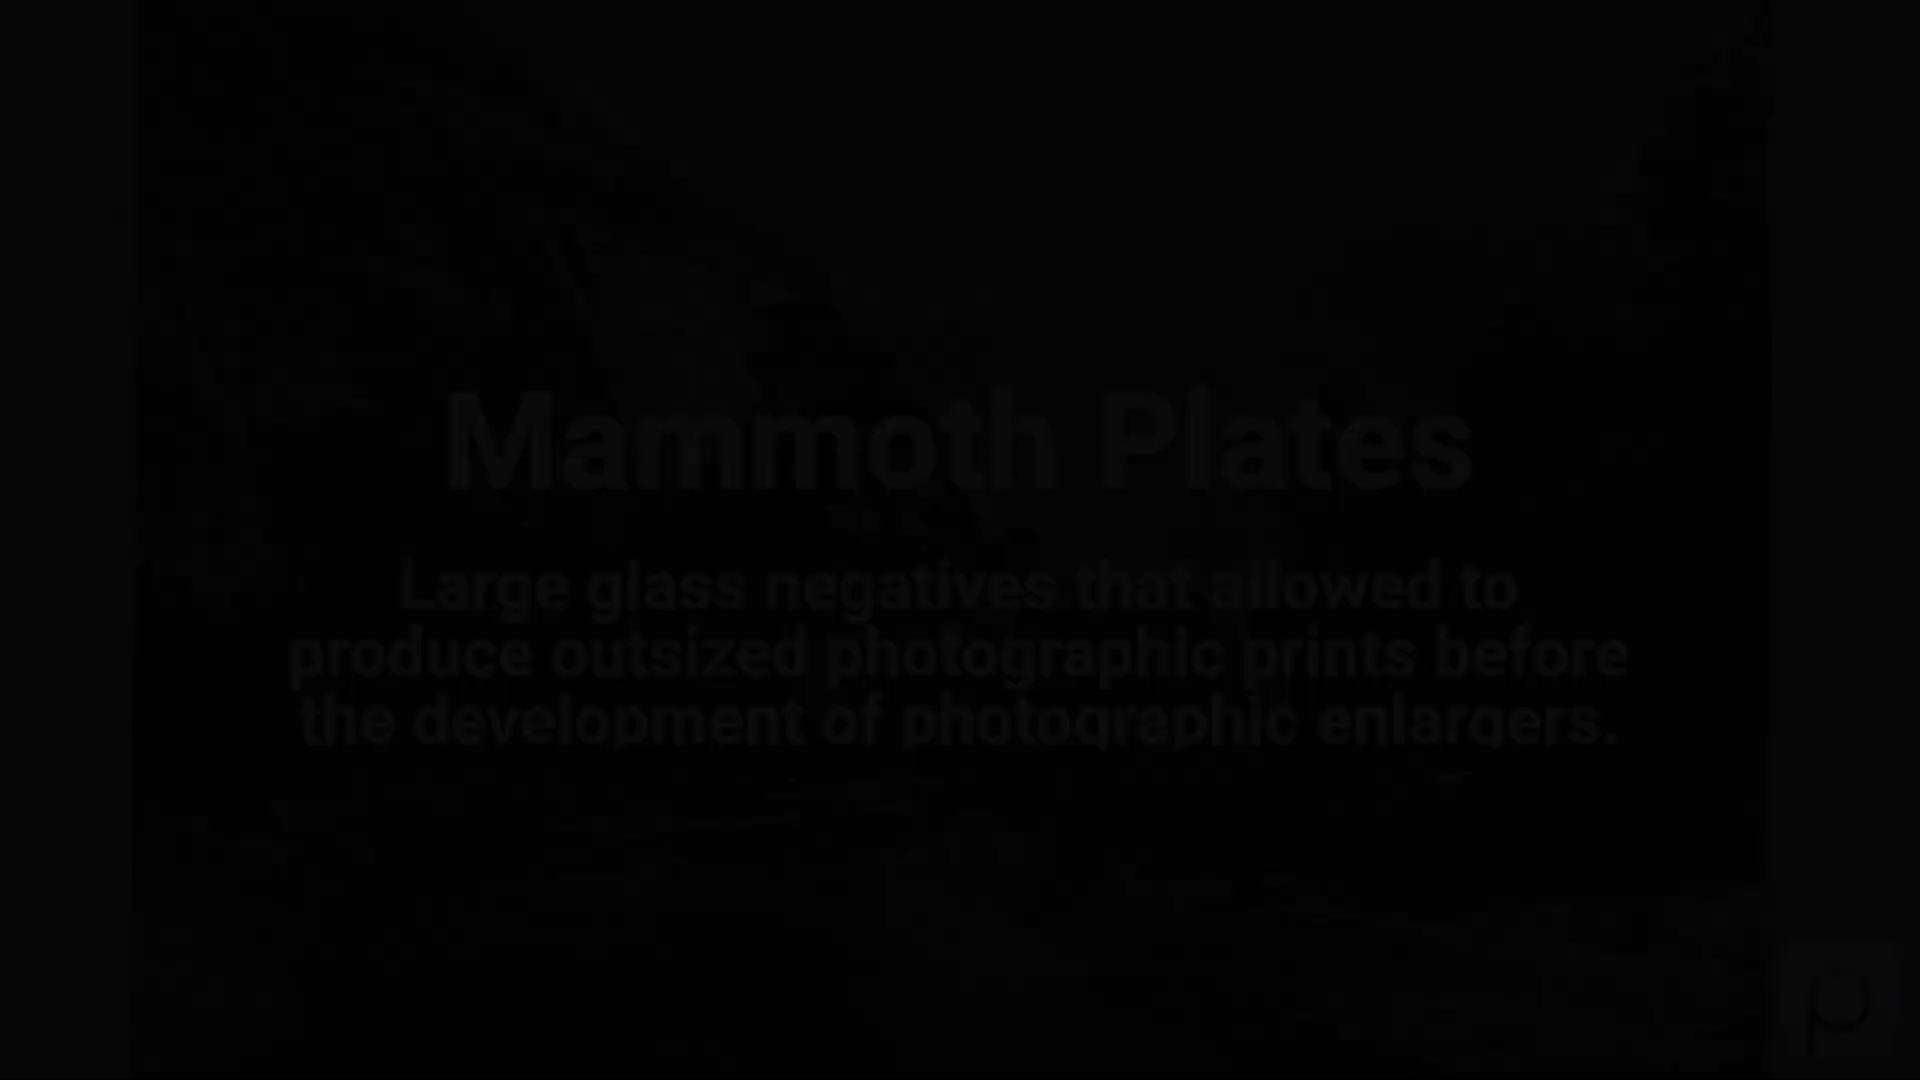 Mammoth Plates
Large glass negatives that allowed to
produce outsized photographic prints before
the development of photographic enlargers.